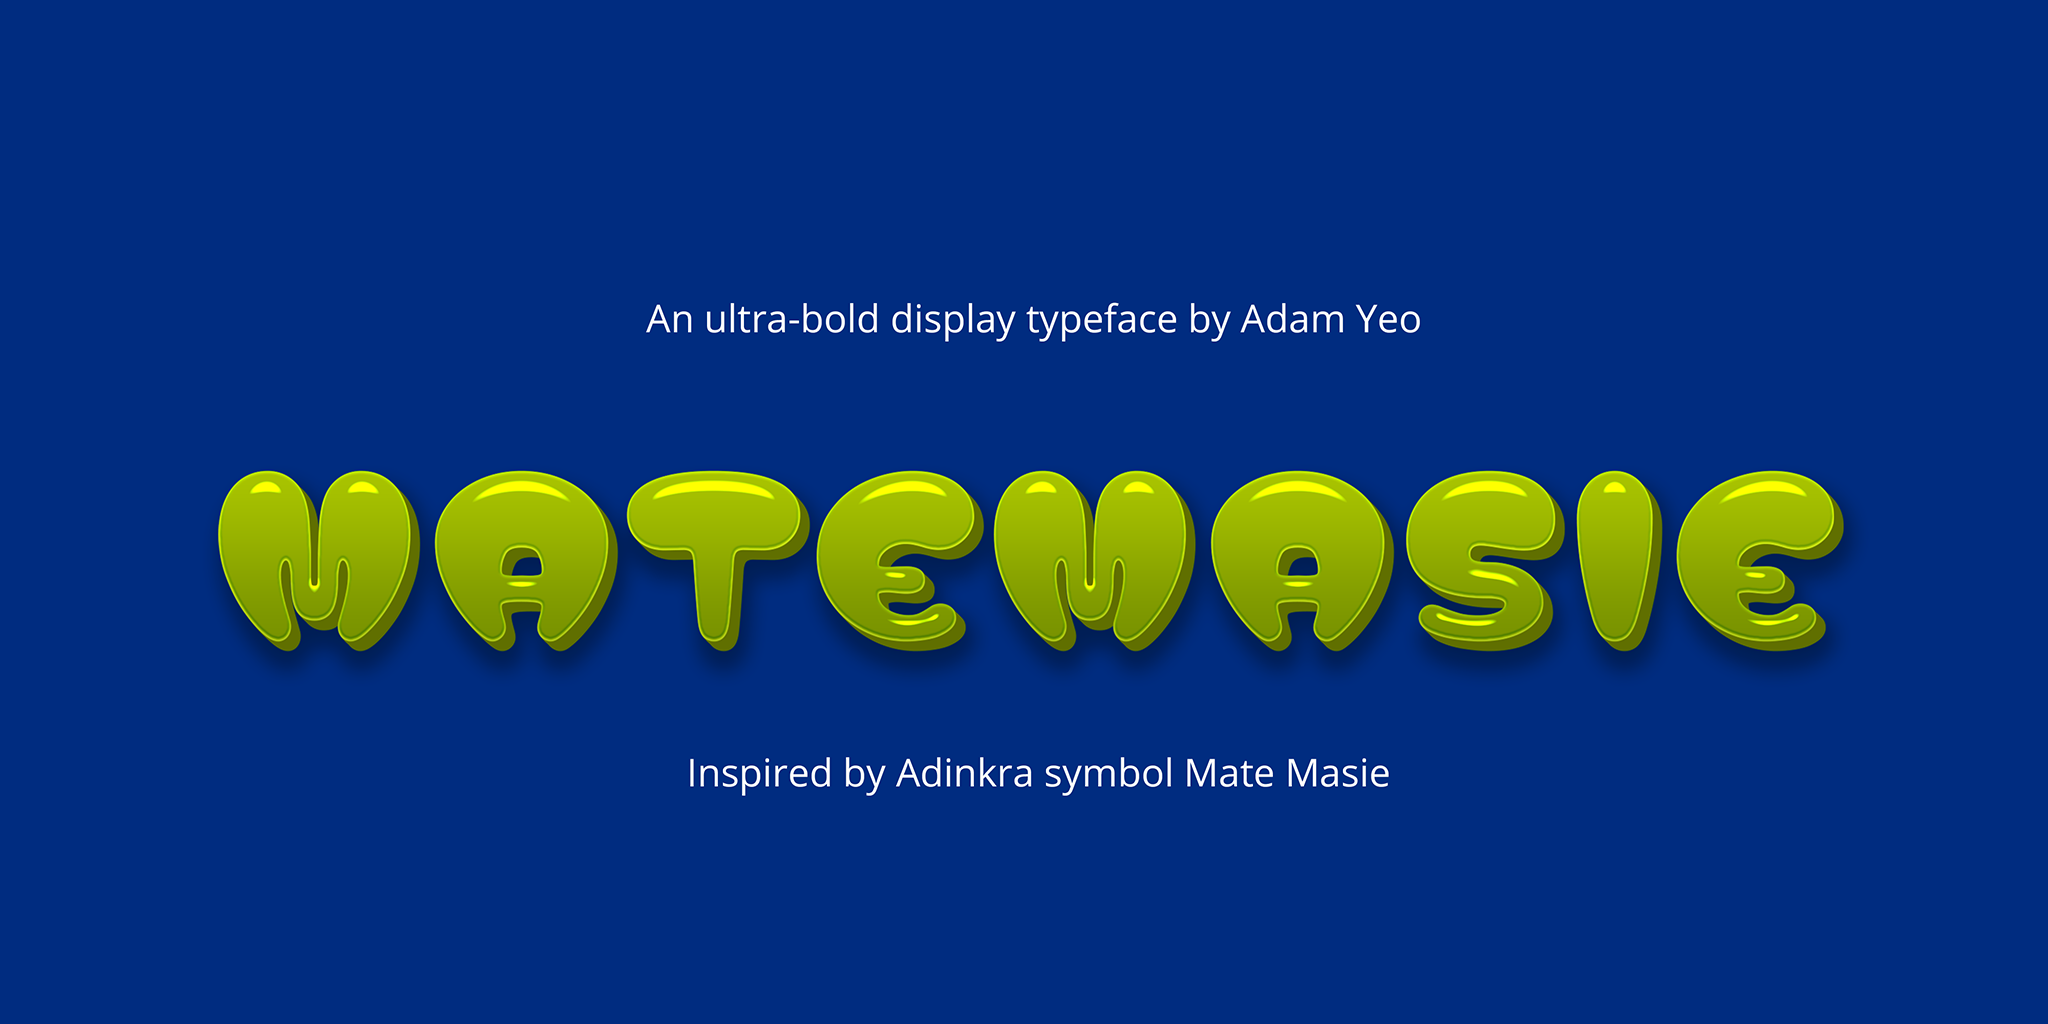 An ultra-bold display typeface by Adam Yeo
MATEMASIE
Inspired by Adinkra symbol Mate Masie